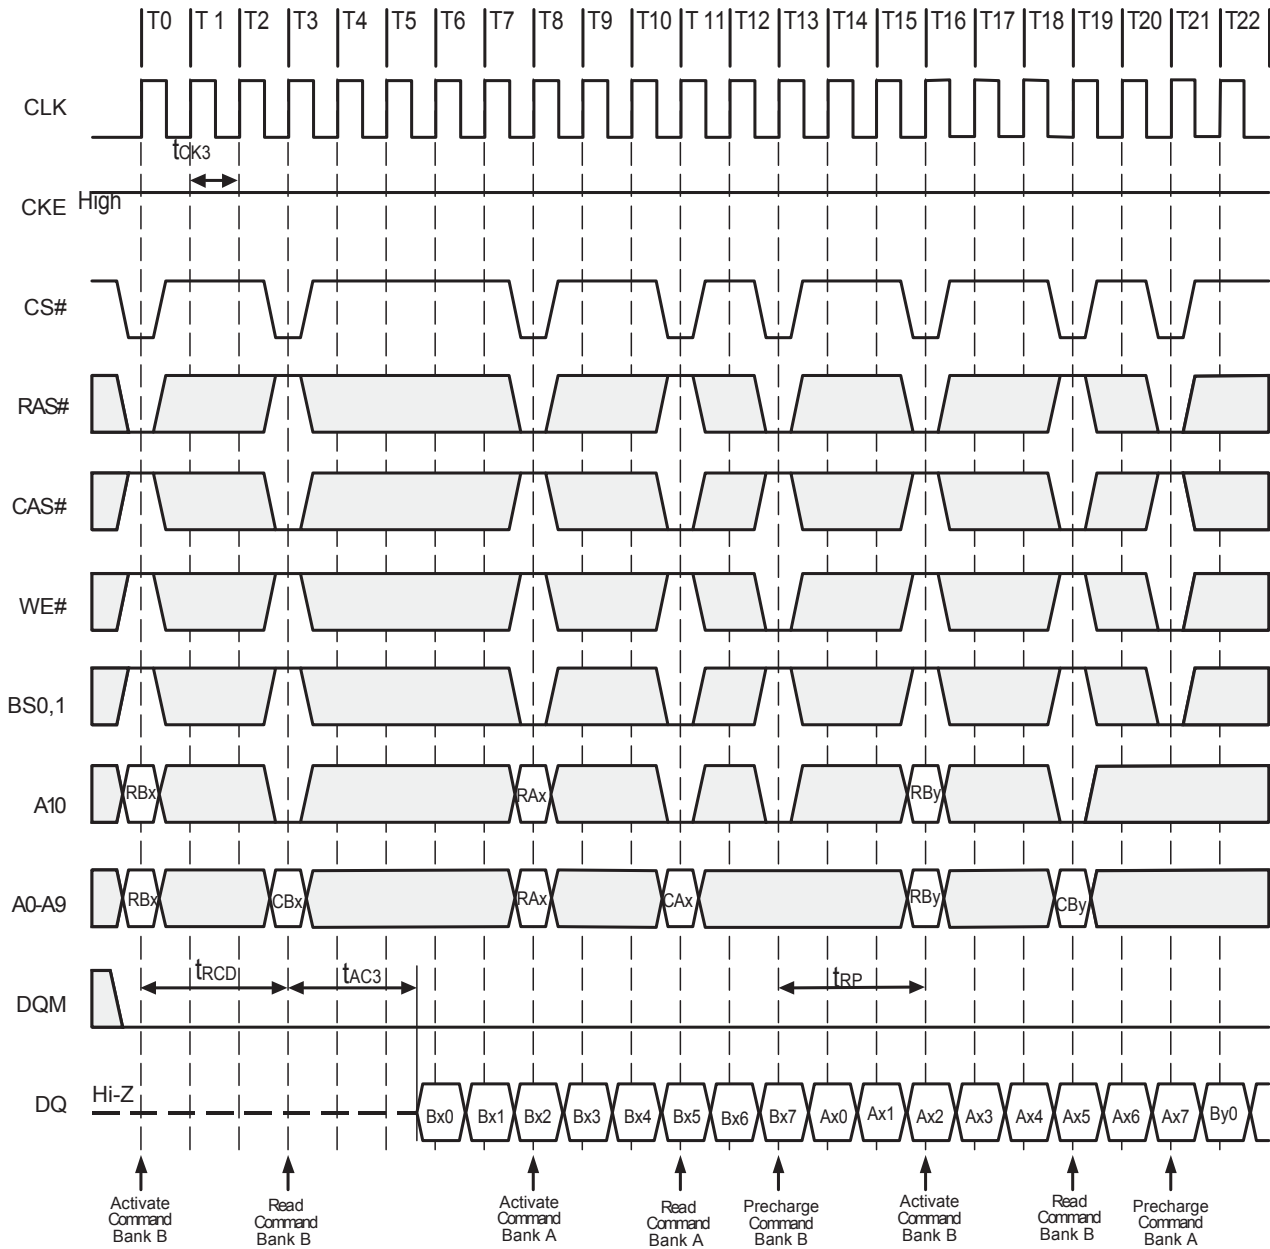 T0 T 1 T2 T3 T4 T5 T6 T7 T8 T9 T10 T 11 T12 T13 T14 T15 T16 T17 T18 T19 T20 T21 T22
CLK
tCK3
CKE High
CS#
RAS#
CAS#
WE#
BS0,1
A10 RBx RAx RBy
A0-A9 RBx CBx RAx CAx RBy CBy
tRCD tAC3 tRP
DQM
Hi-Z
DQ Bx0 Bx1 Bx2 Bx3 Bx4 Bx5 Bx6 Bx7 Ax0 Ax1 Ax2 Ax3 Ax4 Ax5 Ax6 Ax7 By0
Activate
Command
Bank B
Read
Command
Bank B
Activate
Command
Bank A
Read
Command
Bank A
Precharge
Command
Bank B
Activate
Command
Bank B
Read
Command
Bank B
Precharge
Command
Bank A